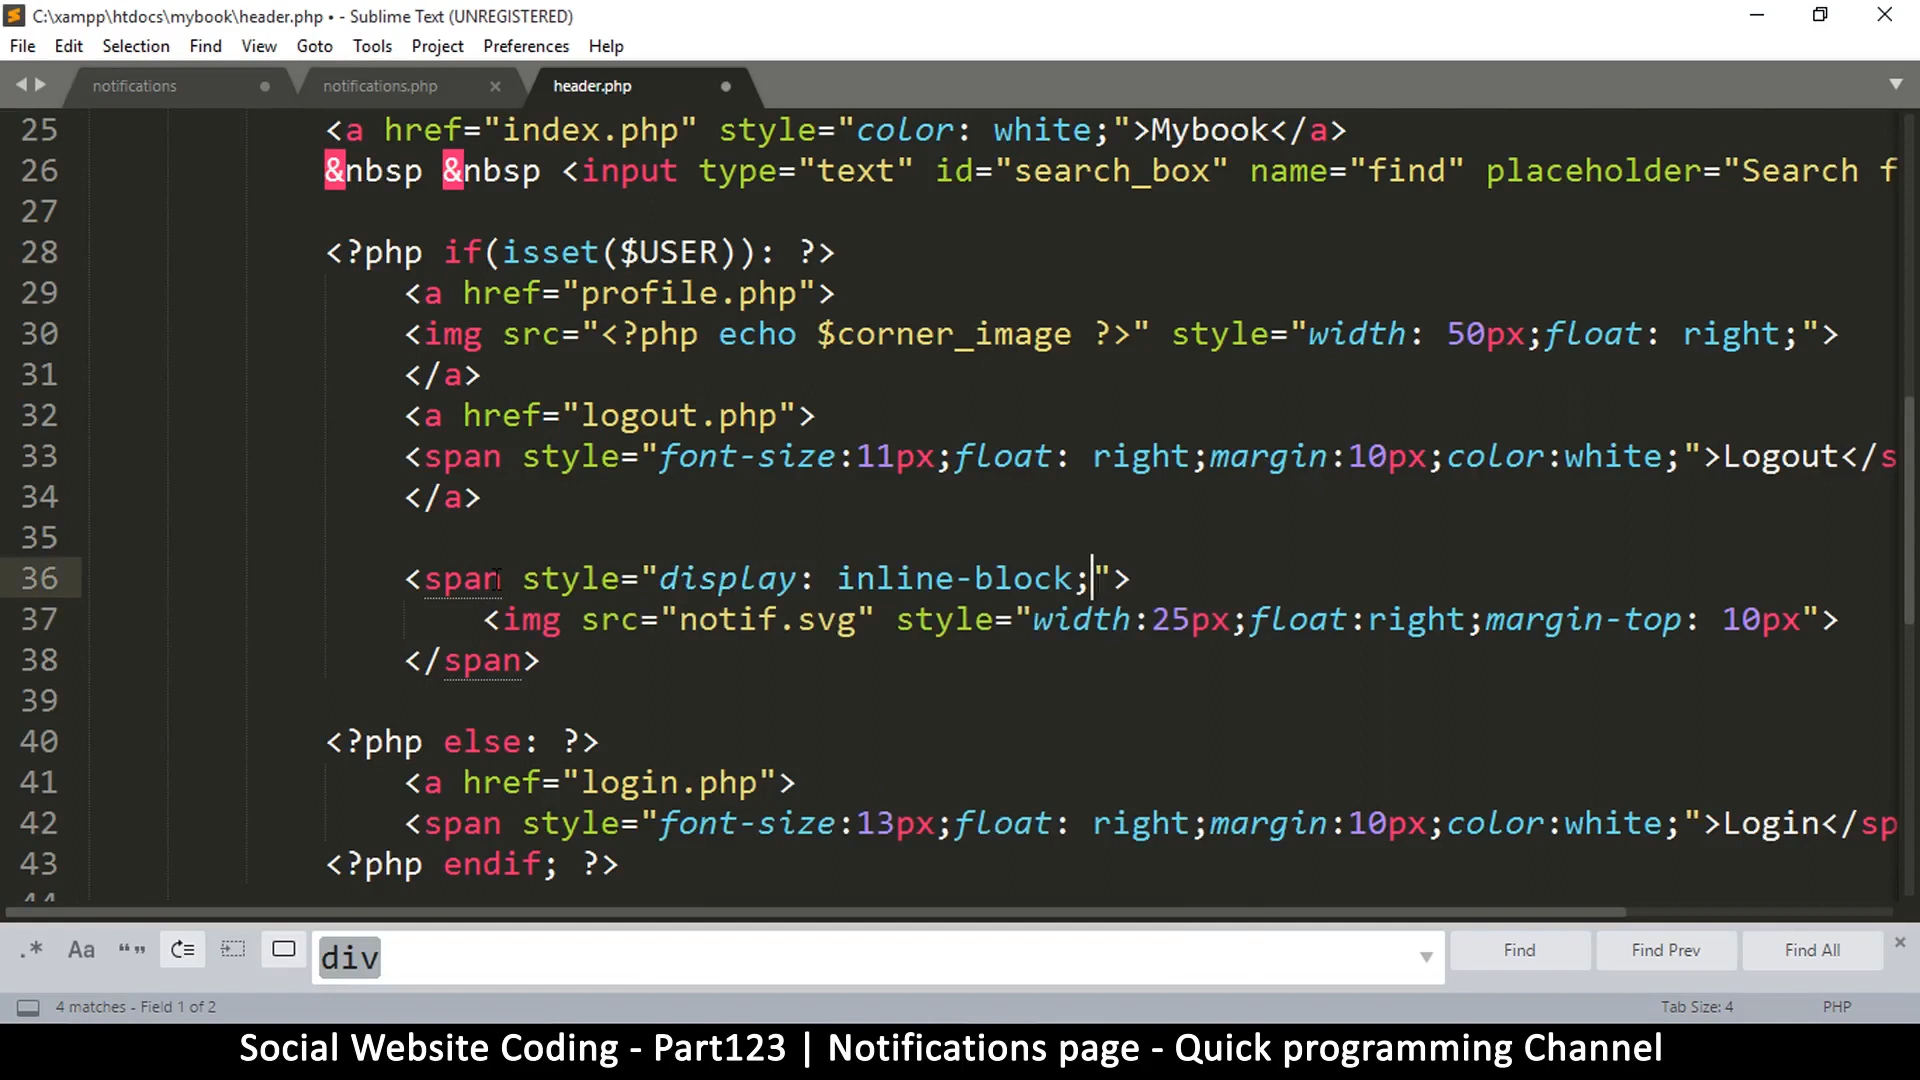 C:\xampp\htdocs\mybook\header.php • - Sublime Text (UNREGISTERED)
File Edit Selection Find View Goto Tools Project Preferences Help
notifications notifications.php header.php
25 <a href="index.php" style="color: white;">Mybook</a>
26 &nbsp &nbsp <input type="text" id="search_box" name="find" placeholder="Search f
27
28 <?php if(isset($USER)): ?>
29 <a href="profile.php">
30 <img src="<?php echo $corner_image ?>" style="width: 50px;float: right;">
31 </a>
32 <a href="logout.php">
33 <span style="font-size:11px;float: right;margin:10px;color:white;">Logout</s
34 </a>
35
36 <span style="display: inline-block;">
37 <img src="notif.svg" style="width:25px;float:right;margin-top: 10px">
38 </span>
39
40 <?php else: ?>
41 <a href="login.php">
42 <span style="font-size:13px;float: right;margin:10px;color:white;">Login</sp
43 <?php endif; ?>
.* Aa “” div Find Find Prev Find All
4 matches - Field 1 of 2 Tab Size: 4 PHP
Social Website Coding - Part123 | Notifications page - Quick programming Channel